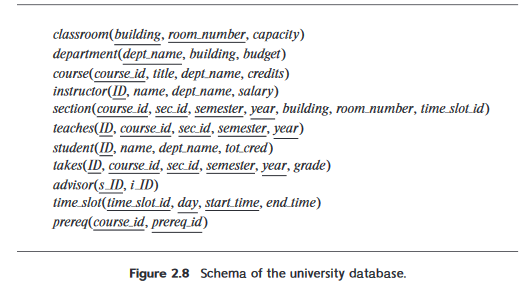 classroom(building, room_number, capacity)
department(dept_name, building, budget)
course(course_id, title, dept_name, credits)
instructor(ID, name, dept_name, salary)
section(course_id, sec_id, semester, year, building, room_number, time_slot_id)
teaches(ID, course_id, sec_id, semester, year)
student(ID, name, dept_name, tot_cred)
takes(ID, course_id, sec_id, semester, year, grade)
advisor(s_ID, i_ID)
time_slot(time_slot_id, day, start_time, end_time)
prereq(course_id, prereq_id)
Figure 2.8 Schema of the university database.